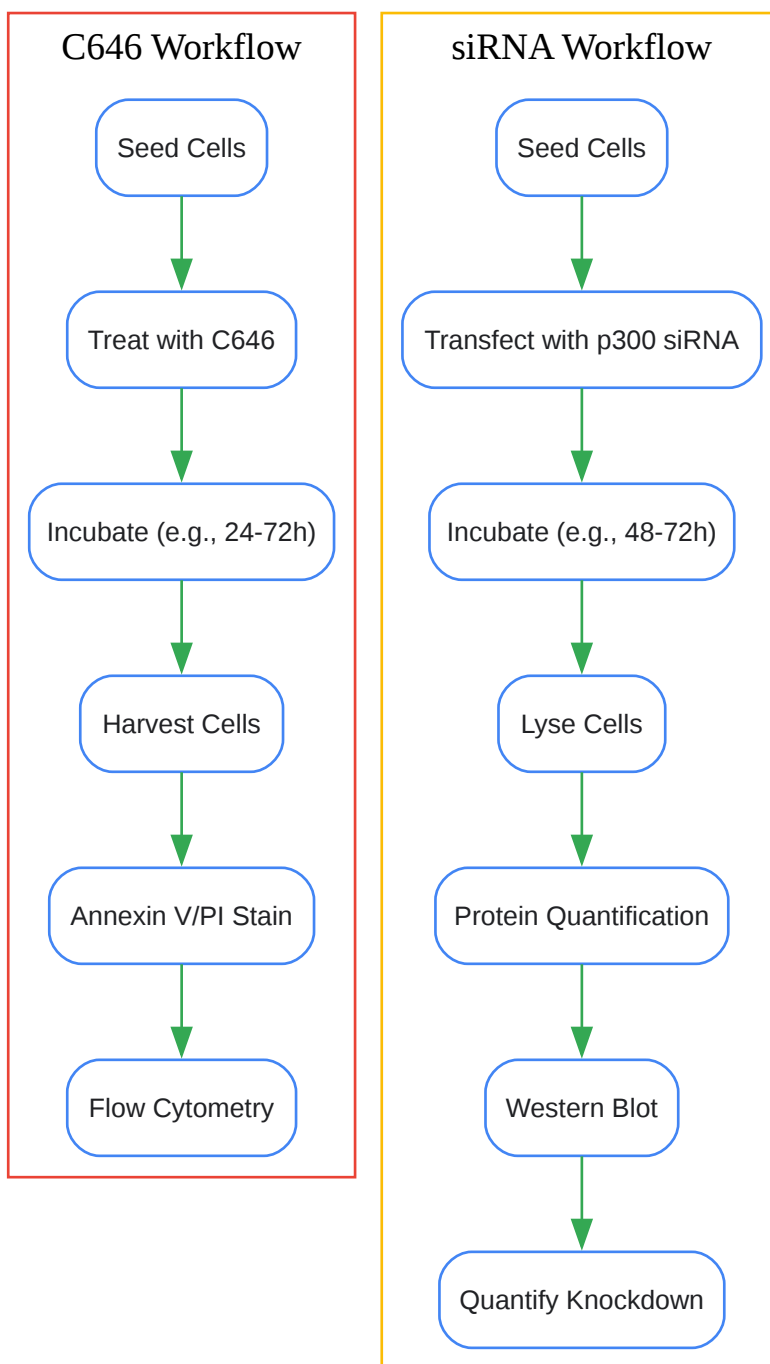 C646 Workflow
Seed Cells
Treat with C646
Incubate (e.g., 24-72h)
Harvest Cells
Annexin V/PI Stain
Flow Cytometry
siRNA Workflow
Seed Cells
Transfect with p300 siRNA
Incubate (e.g., 48-72h)
Lyse Cells
Protein Quantification
Western Blot
Quantify Knockdown